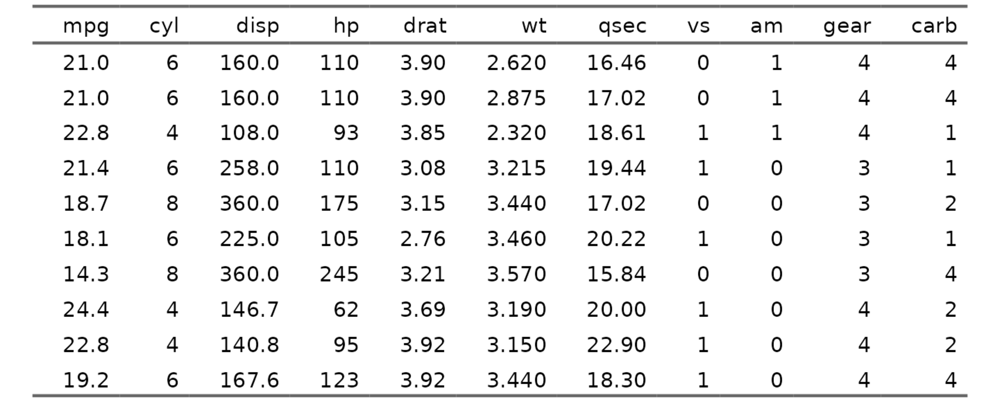 mpg cyl disp hp drat wt qsec vs am gear carb
21.0 6 160.0 110 3.90 2.620 16.46 0 1 4 4
21.0 6 160.0 110 3.90 2.875 17.02 0 1 4 4
22.8 4 108.0 93 3.85 2.320 18.61 1 1 4 1
21.4 6 258.0 110 3.08 3.215 19.44 1 0 3 1
18.7 8 360.0 175 3.15 3.440 17.02 0 0 3 2
18.1 6 225.0 105 2.76 3.460 20.22 1 0 3 1
14.3 8 360.0 245 3.21 3.570 15.84 0 0 3 4
24.4 4 146.7 62 3.69 3.190 20.00 1 0 4 2
22.8 4 140.8 95 3.92 3.150 22.90 1 0 4 2
19.2 6 167.6 123 3.92 3.440 18.30 1 0 4 4